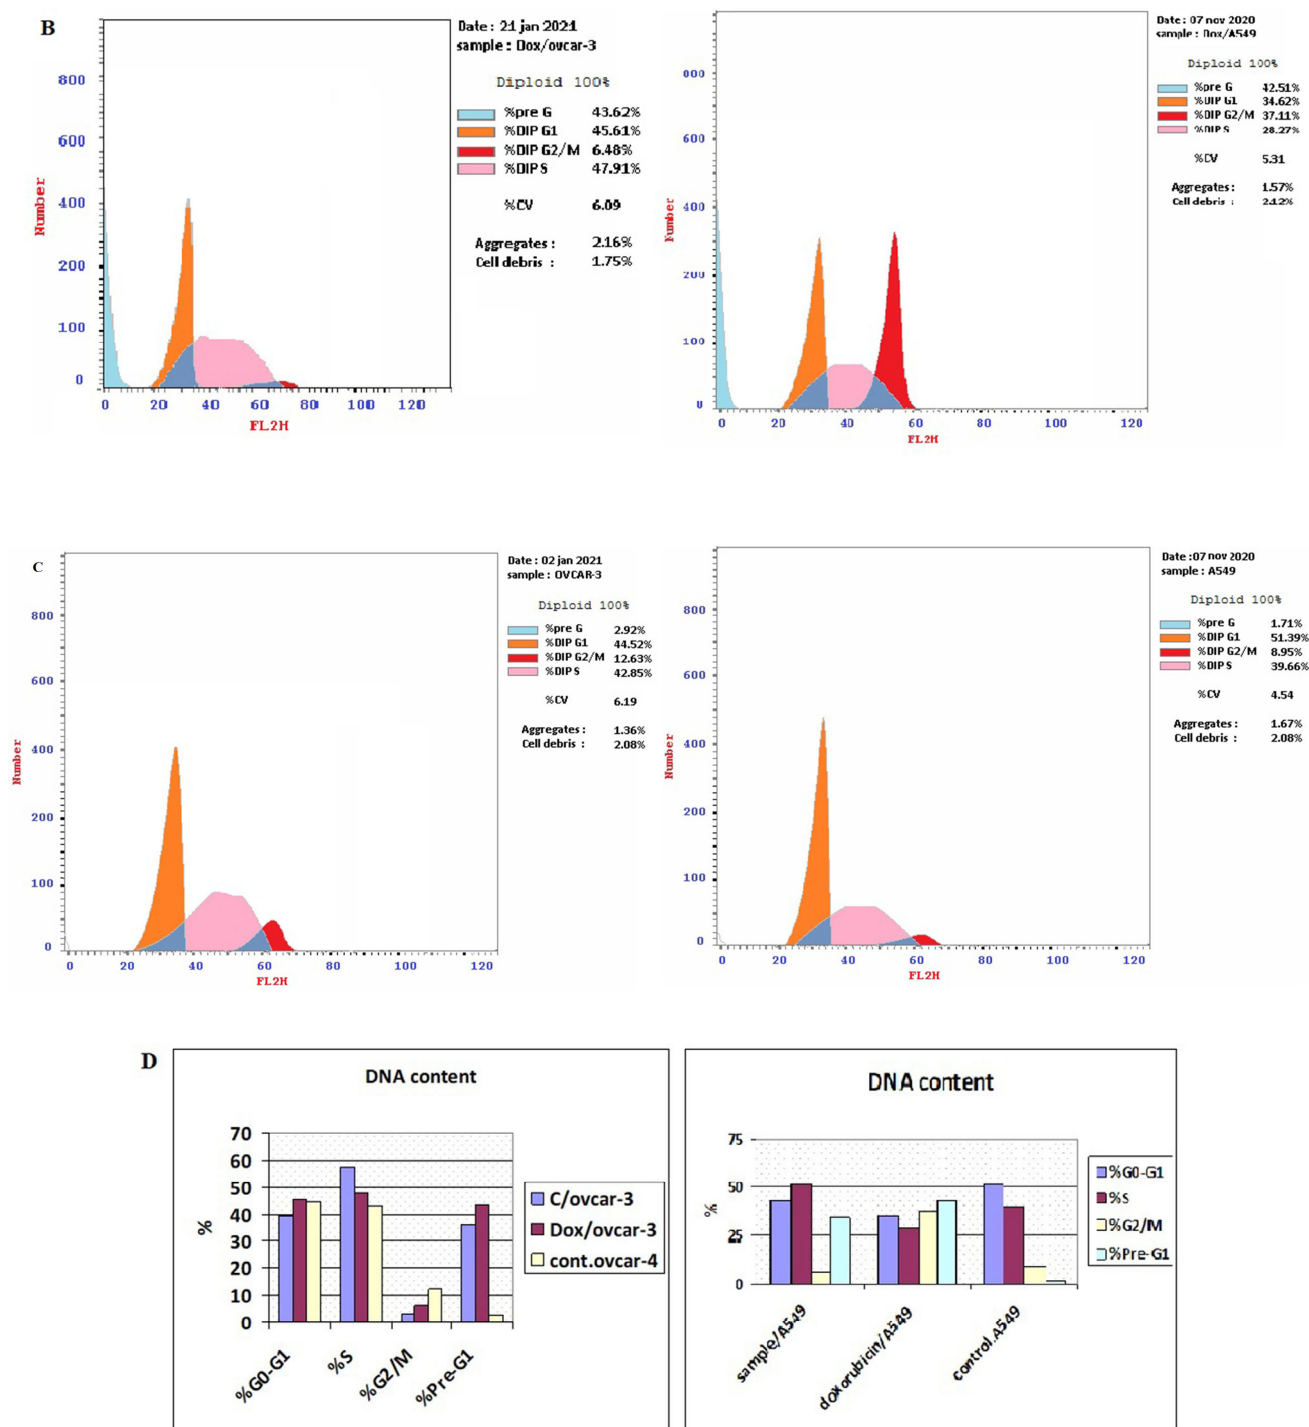 B
Date : 21 jan 2021
sample : Dox/ovcar-3
Diploid 100%
%pre G 43.62%
%DIP G1 45.61%
%DIP G2/M 6.48%
%DIP S 47.91%
%CV 6.09
Aggregates : 2.16%
Cell debris : 1.75%
Number
800
600
400
200
100
0
0 20 40 60 80 100 120
FL2H
Date : 07 nov 2020
sample : Dox/A549
Diploid 100%
%pre G 42.51%
%DIP G1 34.62%
%DIP G2/M 37.11%
%DIP S 28.27%
%CV 5.31
Aggregates : 1.57%
Cell debris : 2.12%
Number
800
600
400
200
100
0
0 20 40 60 80 100 120
FL2H
C
Date : 02 jan 2021
sample : OVCAR-3
Diploid 100%
%pre G 2.92%
%DIP G1 44.52%
%DIP G2/M 12.63%
%DIP S 42.85%
%CV 6.19
Aggregates : 1.36%
Cell debris : 2.08%
Number
800
600
400
200
100
0
0 20 40 60 80 100 120
FL2H
Date :07 nov 2020
sample : A549
Diploid 100%
%pre G 1.71%
%DIP G1 51.39%
%DIP G2/M 8.95%
%DIP S 39.66%
%CV 4.54
Aggregates : 1.67%
Cell debris : 2.08%
Number
800
600
400
200
100
0
0 20 40 60 80 100 120
FL2H
D
DNA content
%
70
60
50
40
30
20
10
0
%G0-G1
%S
%G2/M
%Pre-G1
C/ovcar-3
Dox/ovcar-3
cont.ovcar-4
DNA content
%
75
50
25
0
sample/A549
doxorubicin/A549
control.A549
%G0-G1
%S
%G2/M
%Pre-G1